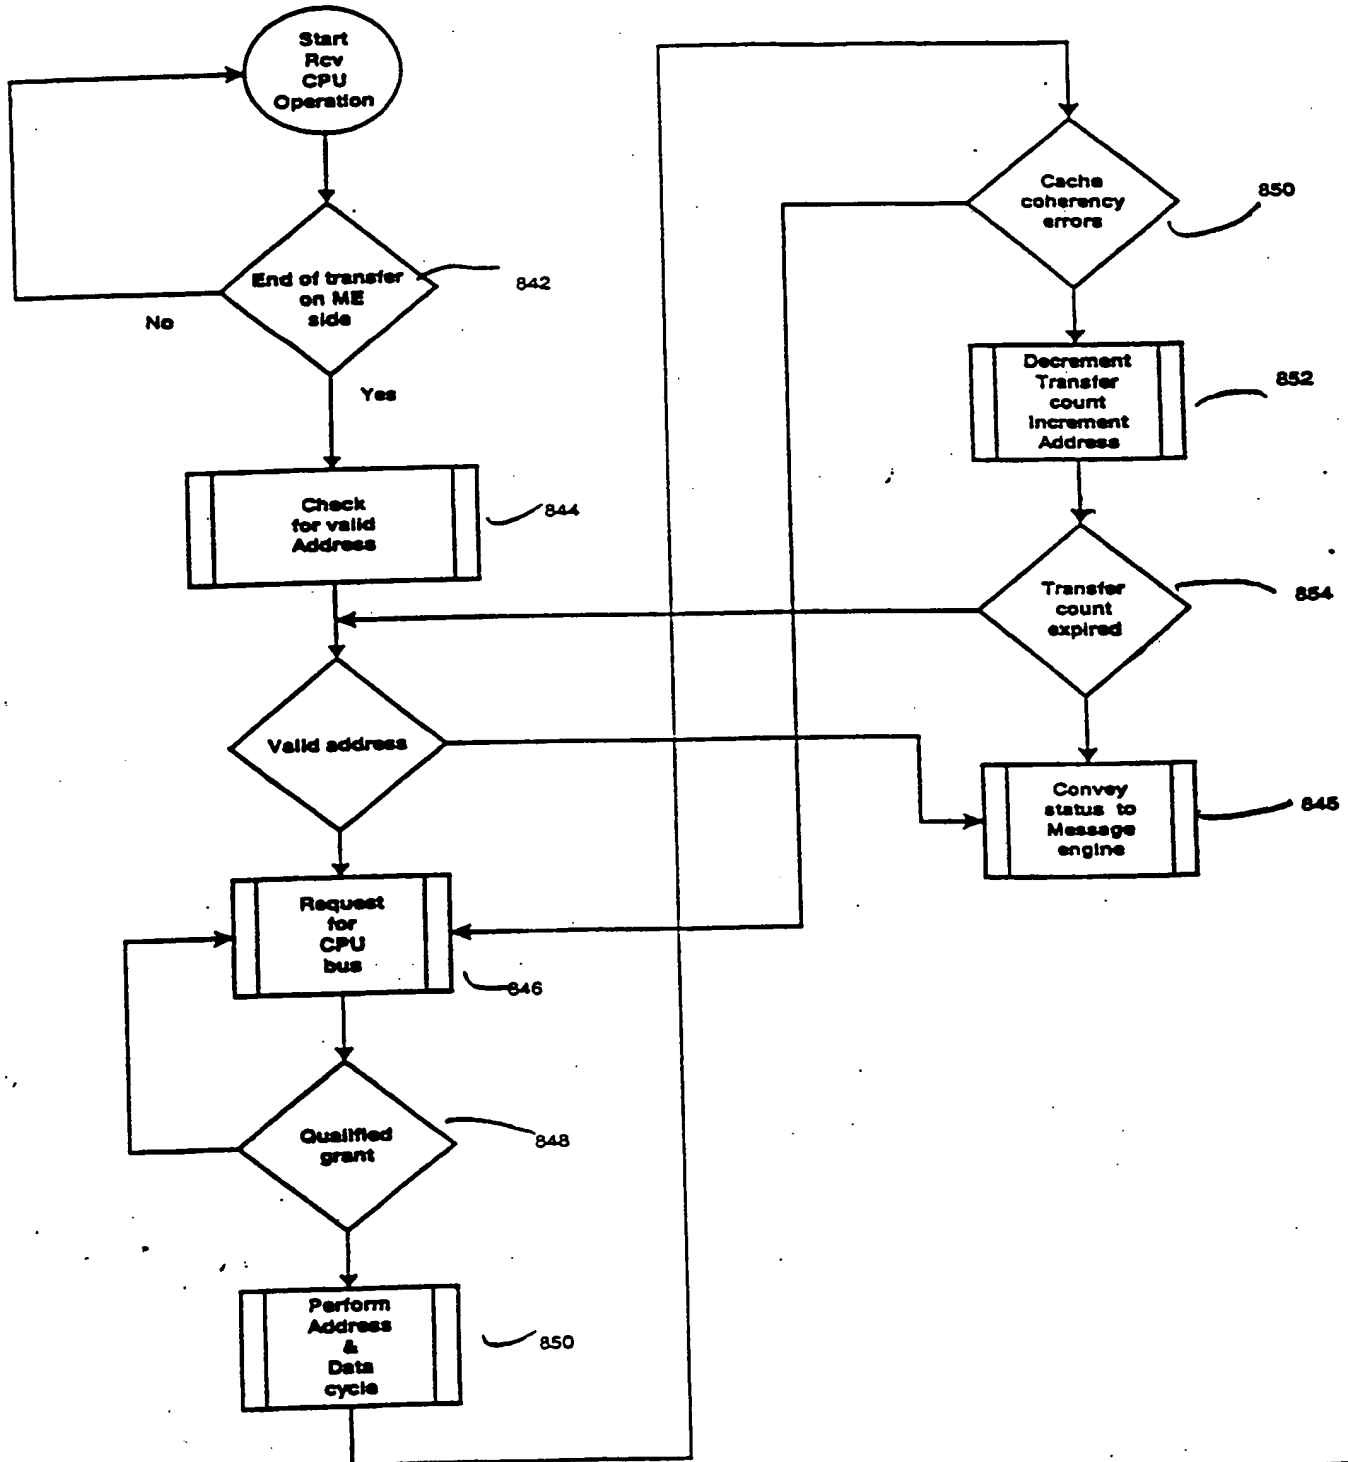 Start
Rcv
CPU
Operation
End of transfer
on ME
side
842
No
Yes
Check
for valid
Address
844
Valid address
Request
for
CPU
bus
846
Qualified
grant
848
Perform
Address
&
Data
cycle
850
Cache
coherency
errors
850
Decrement
Transfer
count
Increment
Address
852
Transfer
count
expired
854
Convey
status to
Message
engine
845